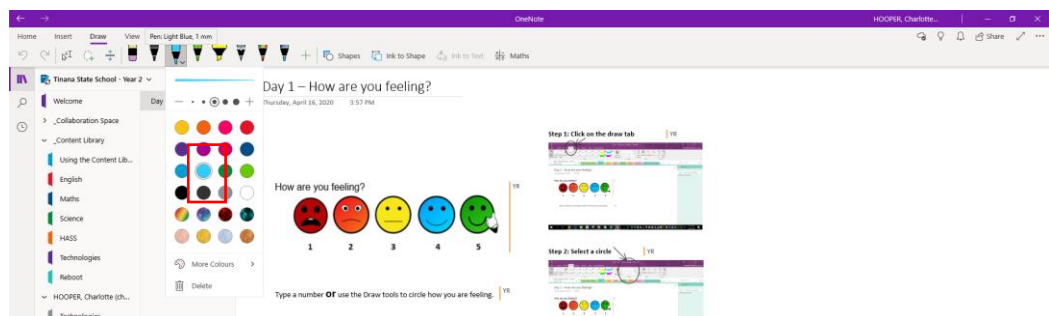 OneNote
HOOPER, Charlotte...
Home Insert Draw View Pen: Light Blue, 1 mm
Share
Shapes Ink to Shape Ink to Text Maths
Tinana State School - Year 2
Welcome
Day
_Collaboration Space
_Content Library
Using the Content Lib...
English
Maths
Science
HASS
Technologies
Reboot
HOOPER, Charlotte (ch...
Technologies
More Colours
Delete
Day 1 – How are you feeling?
Thursday, April 16, 2020 3:57 PM
How are you feeling?
YR
1 2 3 4 5
Type a number or use the Draw tools to circle how you are feeling.
YR
Step 1: Click on the draw tab
YR
Step 2: Select a circle
YR